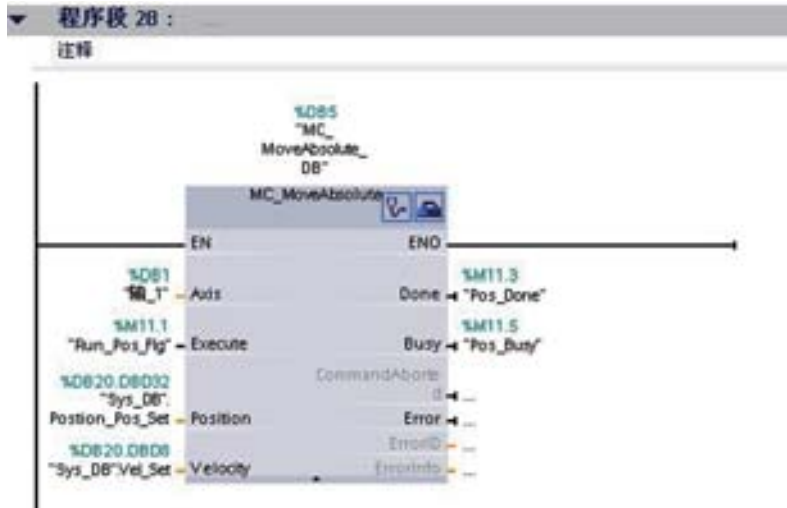 程序段 28：
注释
%DB5
"MC_
MoveAbsolute_
DB"
MC_MoveAbsolute
EN
ENO
%DB1
"轴_1"
Axis
Done
%M11.3
"Pos_Done"
%M11.1
"Run_Pos_Flg"
Execute
Busy
%M11.5
"Pos_Busy"
CommandAborte
d
...
%DB20.DBD32
"Sys_DB".
Postion_Pos_Set
Position
Error
...
ErrorID
...
%DB20.DBD8
"Sys_DB".Vel_Set
Velocity
ErrorInfo
...